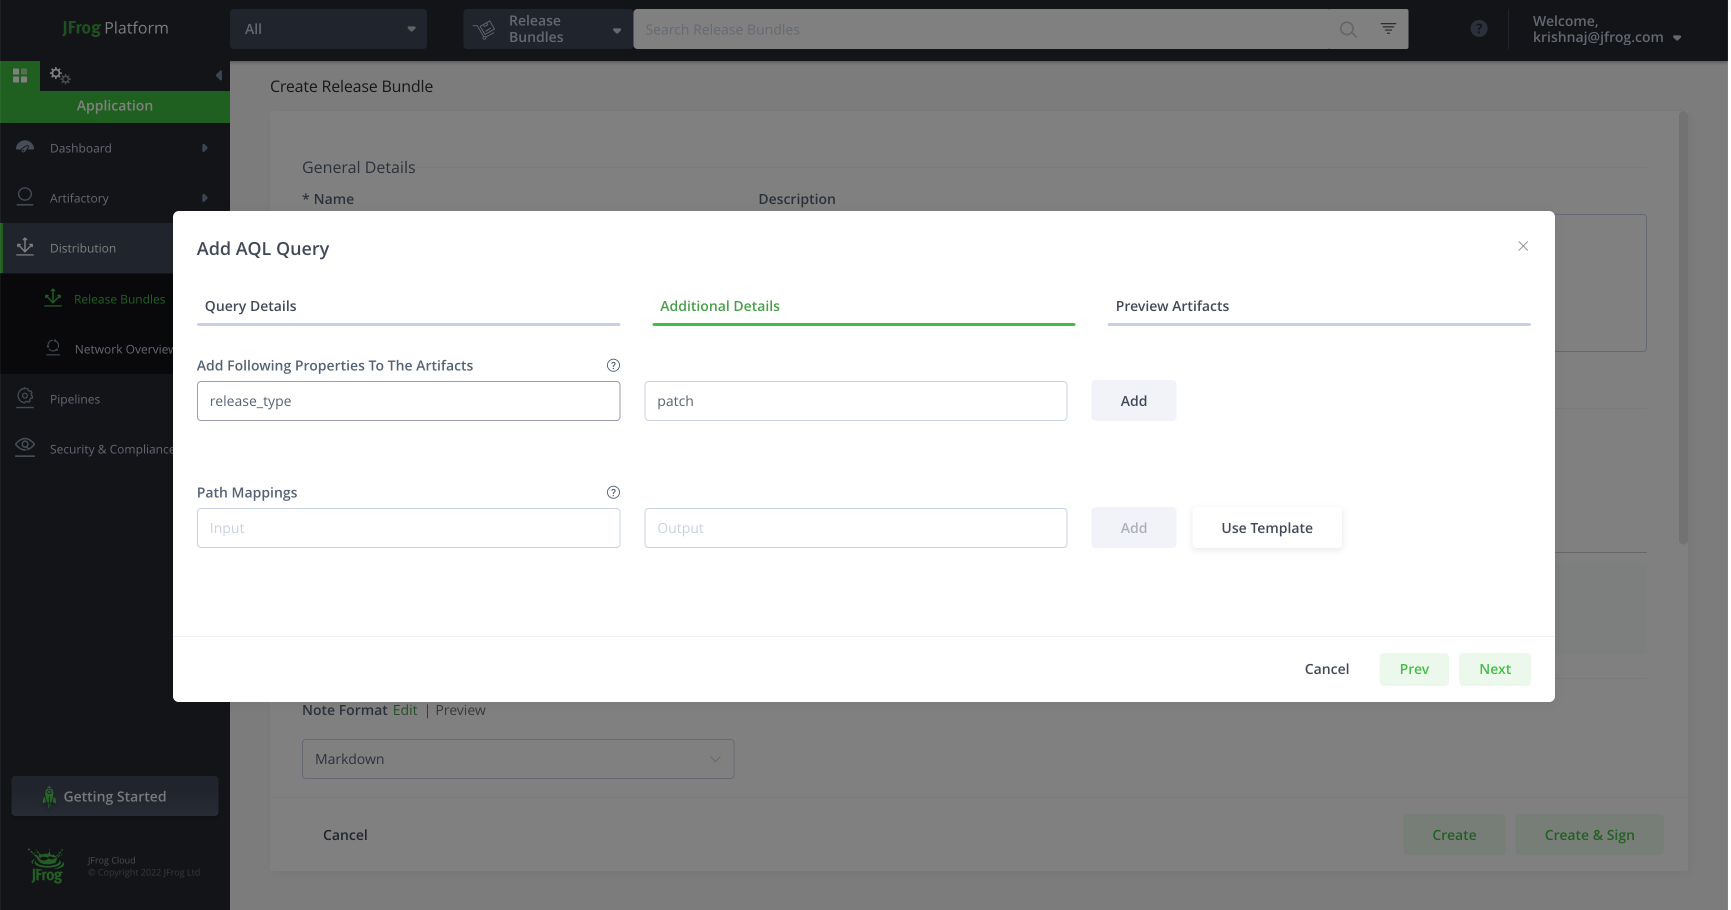 JFrog Platform
All
Release Bundles
Search Release Bundles
Welcome,
krishnaj@jfrog.com
Application
Dashboard
Artifactory
Distribution
Release Bundles
Network Overview
Pipelines
Security & Compliance
Getting Started
JFrog
JFrog Cloud
© Copyright 2022 JFrog Ltd
Create Release Bundle
General Details
* Name
Description
Add AQL Query
Query Details
Additional Details
Preview Artifacts
Add Following Properties To The Artifacts
release_type
patch
Add
Path Mappings
Input
Output
Add
Use Template
Cancel
Prev
Next
Note Format Edit | Preview
Markdown
Cancel
Create
Create & Sign